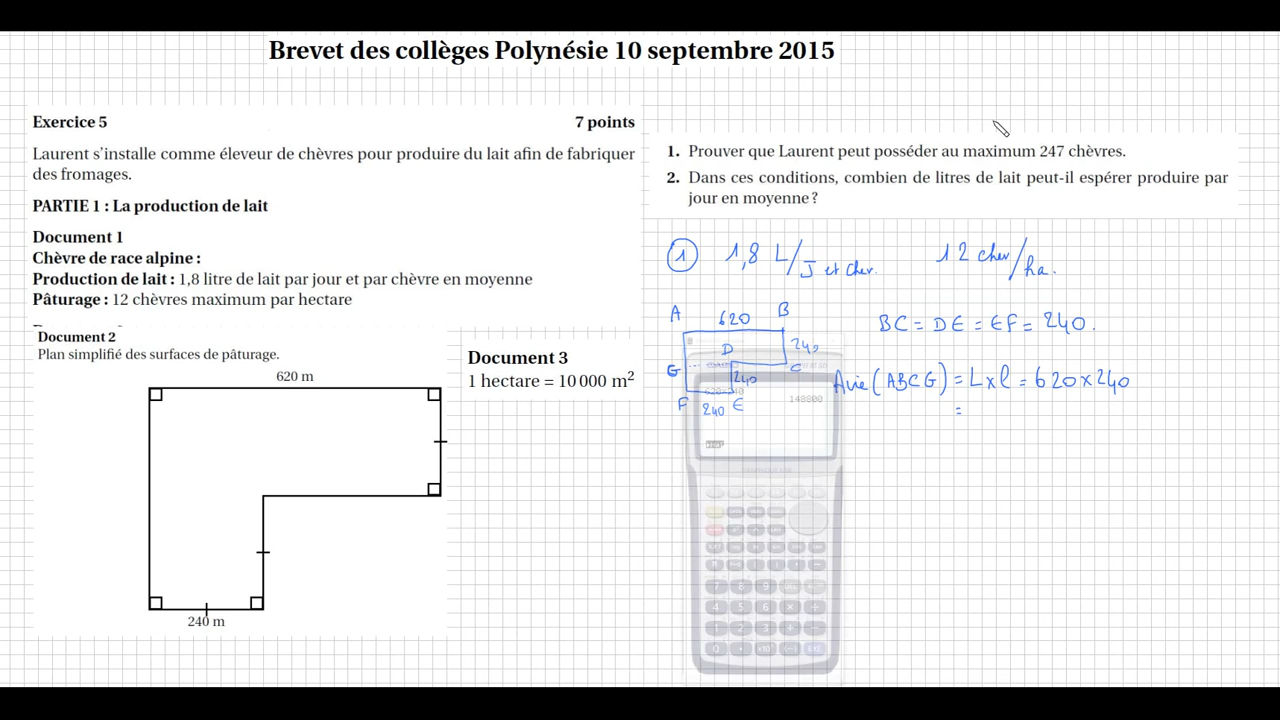 Brevet des collèges Polynésie 10 septembre 2015
Exercice 5 7 points
Laurent s’installe comme éleveur de chèvres pour produire du lait afin de fabriquer
des fromages.
PARTIE 1 : La production de lait
Document 1
Chèvre de race alpine :
Production de lait : 1,8 litre de lait par jour et par chèvre en moyenne
Pâturage : 12 chèvres maximum par hectare
Document 2
Plan simplifié des surfaces de pâturage.
620 m
240 m
Document 3
1 hectare = 10 000 m²
1. Prouver que Laurent peut posséder au maximum 247 chèvres.
2. Dans ces conditions, combien de litres de lait peut-il espérer produire par
jour en moyenne ?
1 1,8 L/J et chev. 12 chev/ha.
A 620 B
D 240
G C
240
F 240 E
BC = DE = EF = 240.
Aire (ABCG) = L x l = 620 x 240
=
620×240
148800